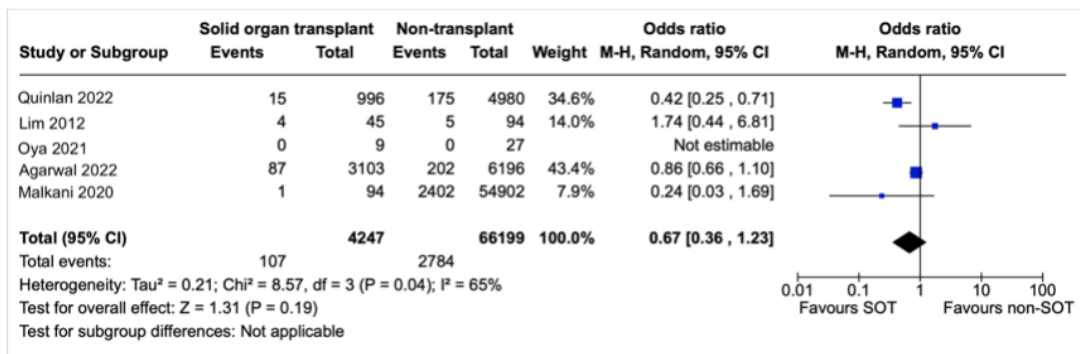 Solid organ transplant Non-transplant Odds ratio Odds ratio
Study or Subgroup Events Total Events Total Weight M-H, Random, 95% CI M-H, Random, 95% CI
Quinlan 2022 15 996 175 4980 34.6% 0.42 [0.25 , 0.71]
Lim 2012 4 45 5 94 14.0% 1.74 [0.44 , 6.81]
Oya 2021 0 9 0 27 Not estimable
Agarwal 2022 87 3103 202 6196 43.4% 0.86 [0.66 , 1.10]
Malkani 2020 1 94 2402 54902 7.9% 0.24 [0.03 , 1.69]
Total (95% CI) 4247 66199 100.0% 0.67 [0.36 , 1.23]
Total events: 107 2784
Heterogeneity: Tau² = 0.21; Chi² = 8.57, df = 3 (P = 0.04); I² = 65%
Test for overall effect: Z = 1.31 (P = 0.19)
Test for subgroup differences: Not applicable
0.01 0.1 1 10 100
Favours SOT Favours non-SOT